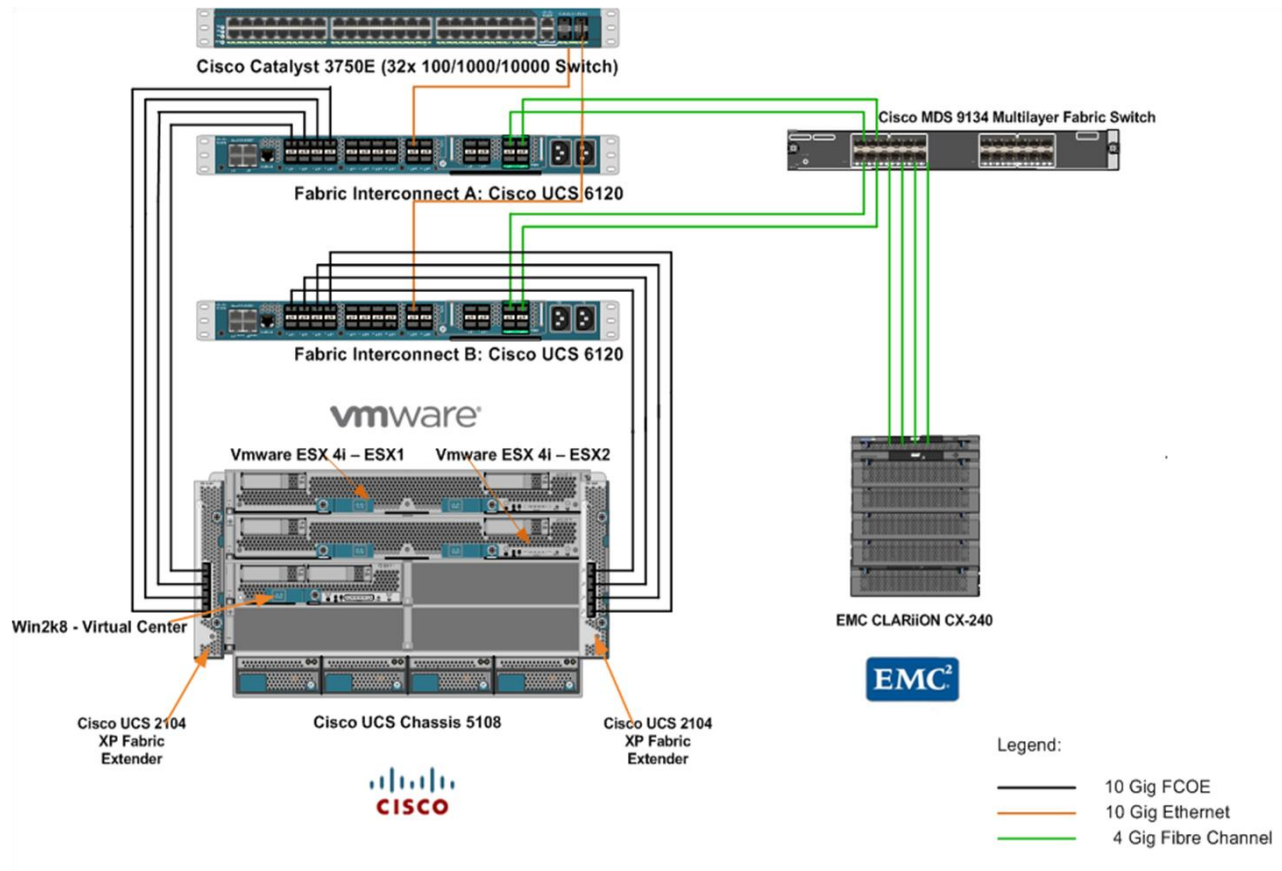 Cisco Catalyst 3750E (32x 100/1000/10000 Switch)
Cisco MDS 9134 Multilayer Fabric Switch
Fabric Interconnect A: Cisco UCS 6120
Fabric Interconnect B: Cisco UCS 6120
vmware
Vmware ESX 4i – ESX1
Vmware ESX 4i – ESX2
Win2k8 - Virtual Center
EMC CLARiiON CX-240
EMC²
Cisco UCS 2104
XP Fabric
Extender
Cisco UCS Chassis 5108
Cisco UCS 2104
XP Fabric
Extender
CISCO
Legend:
10 Gig FCOE
10 Gig Ethernet
4 Gig Fibre Channel